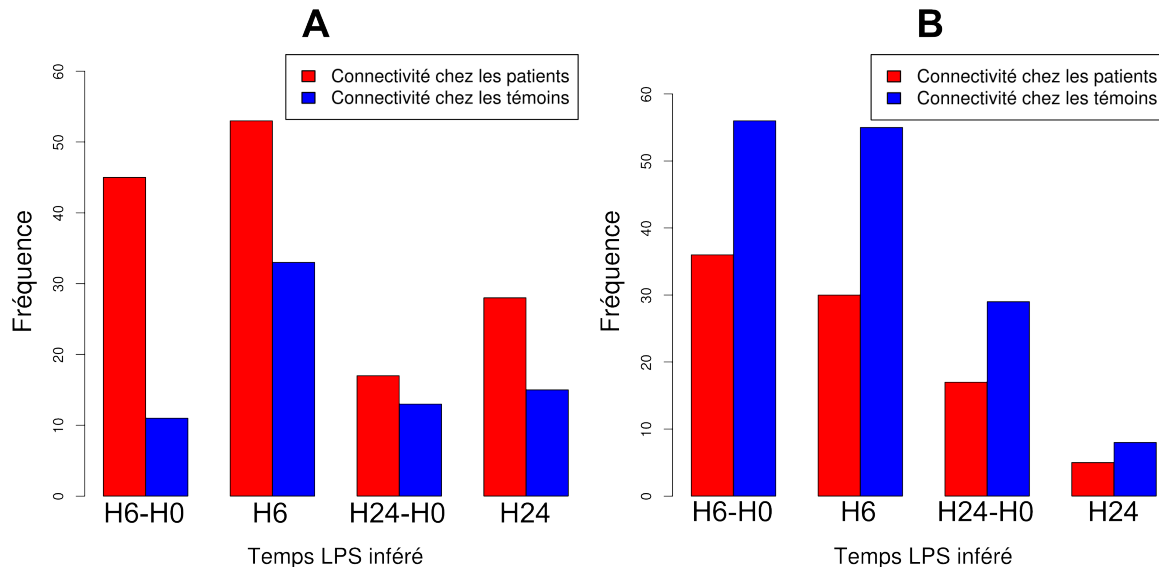 A
Connectivité chez les patients
Connectivité chez les témoins
Fréquence
0
10
20
30
40
50
60
H6-H0
H6
H24-H0
H24
Temps LPS inféré
B
Connectivité chez les patients
Connectivité chez les témoins
Fréquence
0
10
20
30
40
50
60
H6-H0
H6
H24-H0
H24
Temps LPS inféré